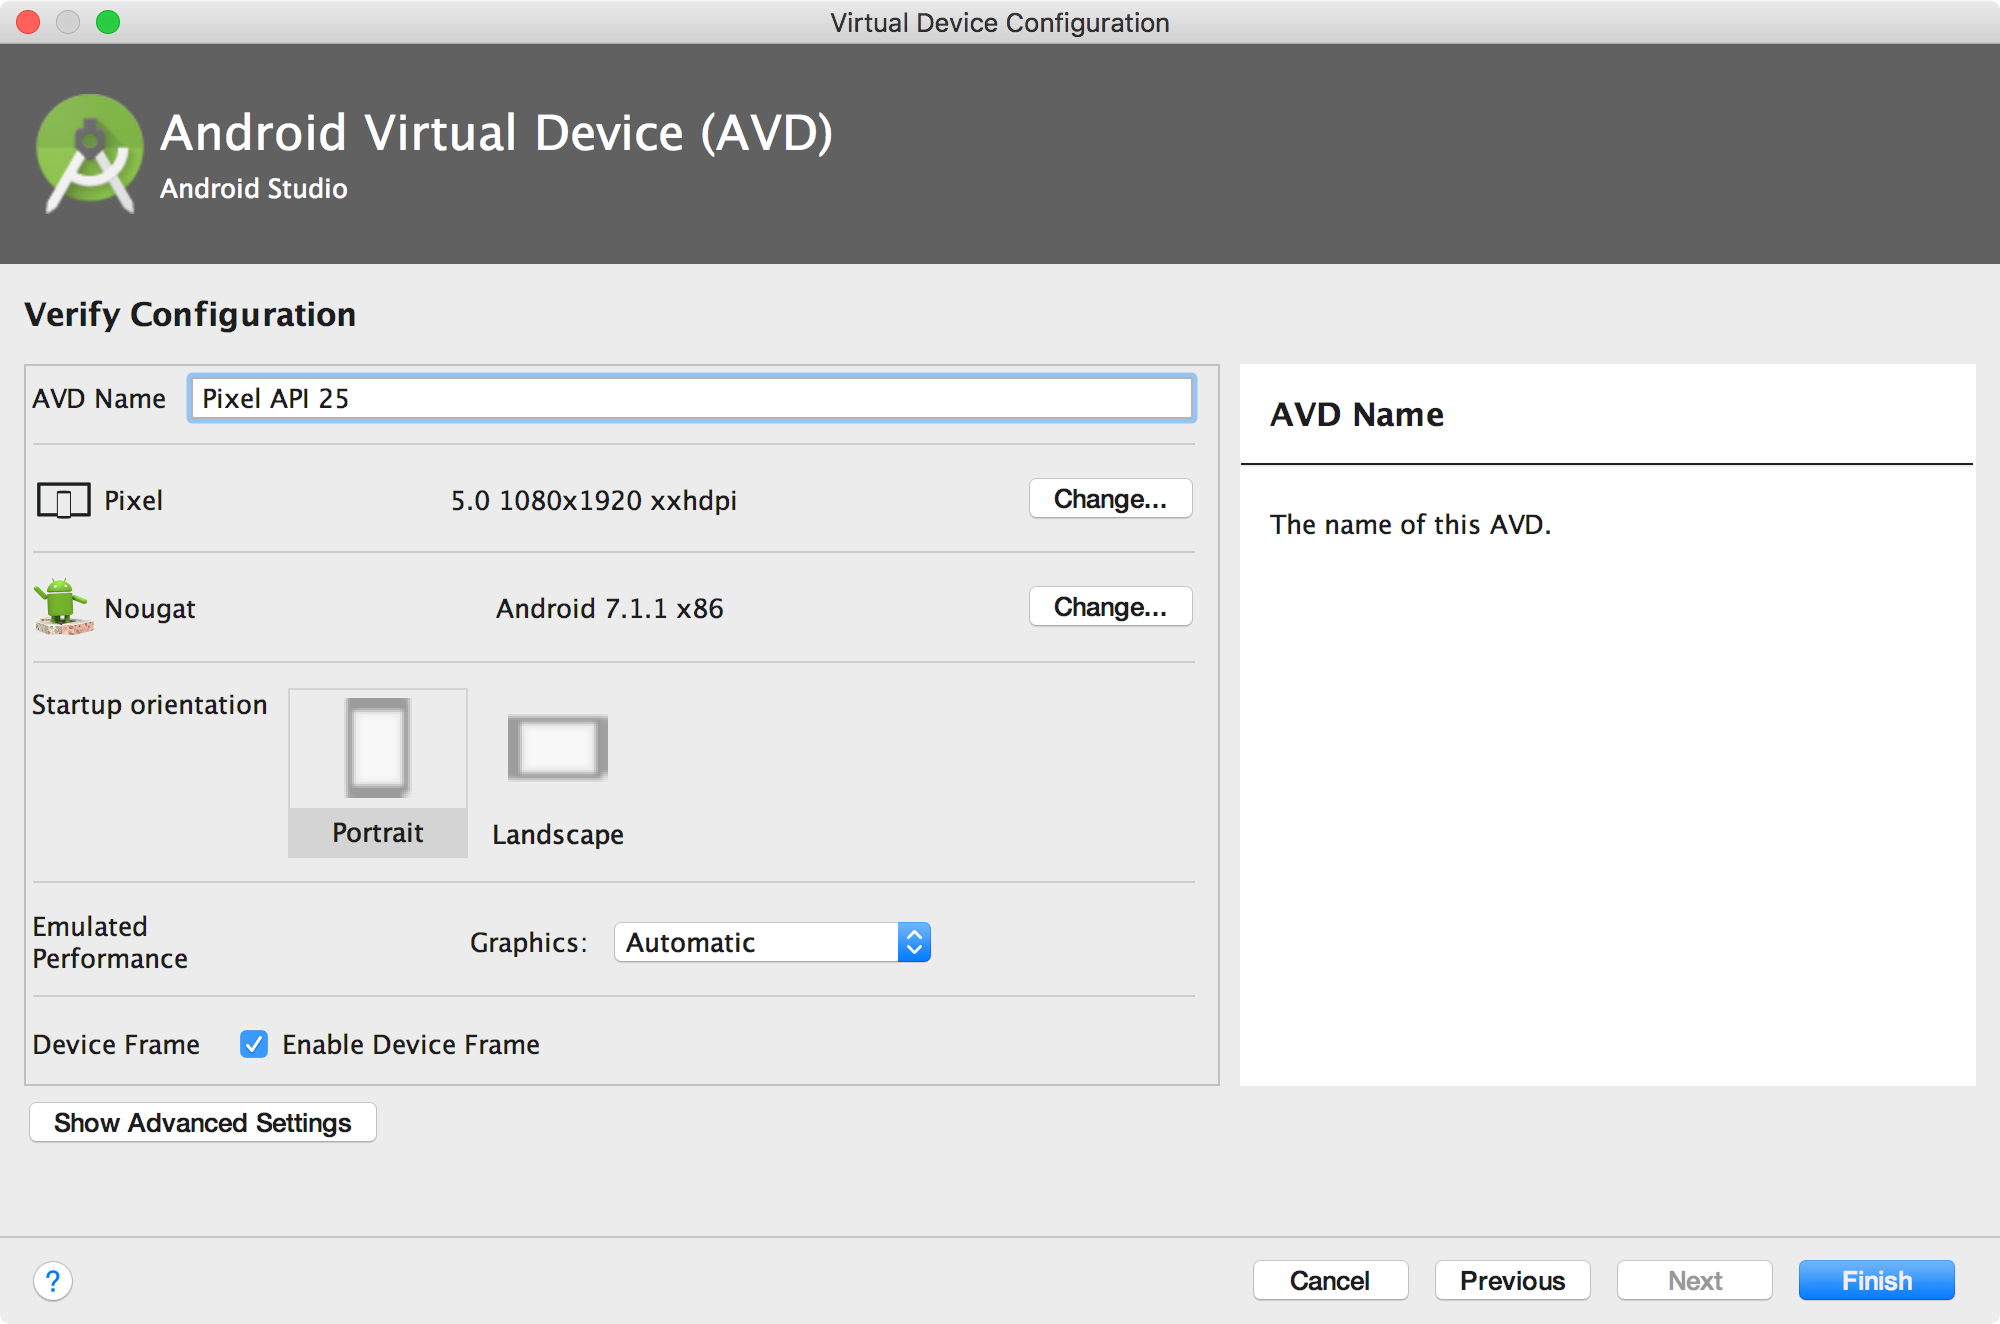 Virtual Device Configuration
Android Virtual Device (AVD)
Android Studio
Verify Configuration
AVD Name Pixel API 25
Pixel 5.0 1080x1920 xxhdpi Change...
Nougat Android 7.1.1 x86 Change...
Startup orientation
Portrait Landscape
Emulated
Performance
Graphics: Automatic
Device Frame Enable Device Frame
Show Advanced Settings
AVD Name
The name of this AVD.
? Cancel Previous Next Finish